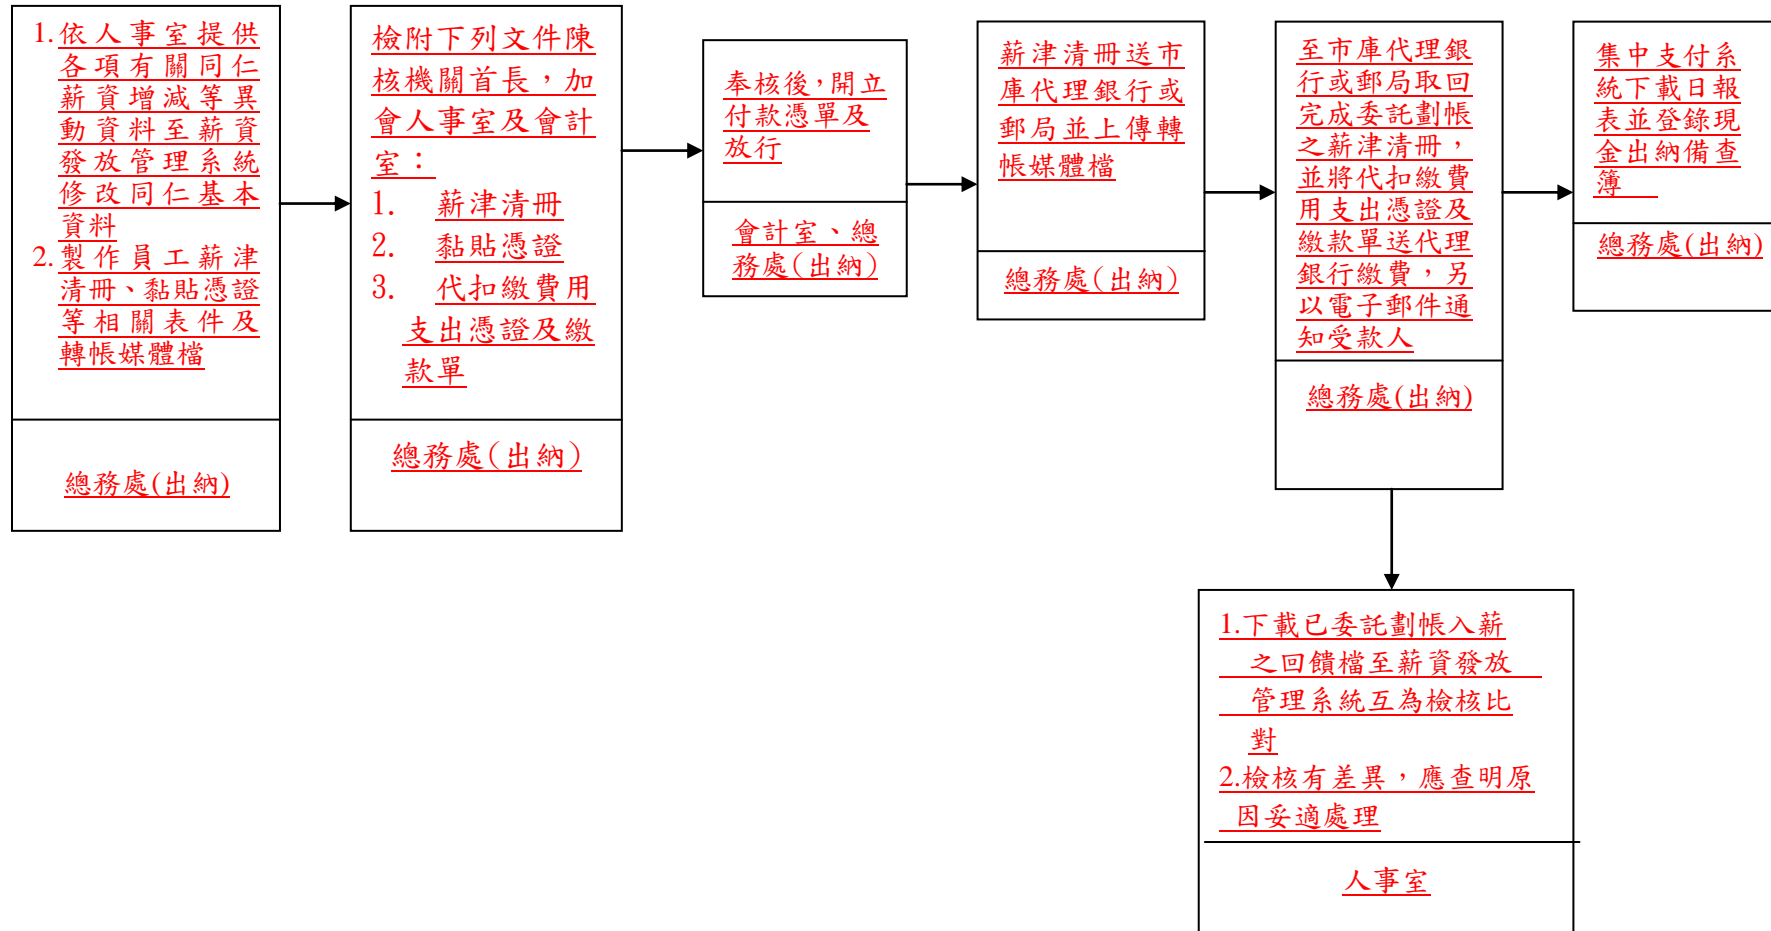 1.依人事室提供
各項有關同仁
薪資增減等異
動資料至薪資
發放管理系統
修改同仁基本
資料
2.製作員工薪津
清冊、黏貼憑證
等相關表件及
轉帳媒體檔
總務處(出納)
檢附下列文件陳
核機關首長，加
會人事室及會計
室：
1. 薪津清冊
2. 黏貼憑證
3. 代扣繳費用
支出憑證及繳
款單
總務處(出納)
奉核後，開立
付款憑單及
放行
會計室、總
務處(出納)
薪津清冊送市
庫代理銀行或
郵局並上傳轉
帳媒體檔
總務處(出納)
至市庫代理銀
行或郵局取回
完成委託劃帳
之薪津清冊，
並將代扣繳費
用支出憑證及
繳款單送代理
銀行繳費，另
以電子郵件通
知受款人
總務處(出納)
集中支付系
統下載日報
表並登錄現
金出納備查
簿
總務處(出納)
1.下載已委託劃帳入薪
之回饋檔至薪資發放
管理系統互為檢核比
對
2.檢核有差異，應查明原
因妥適處理
人事室